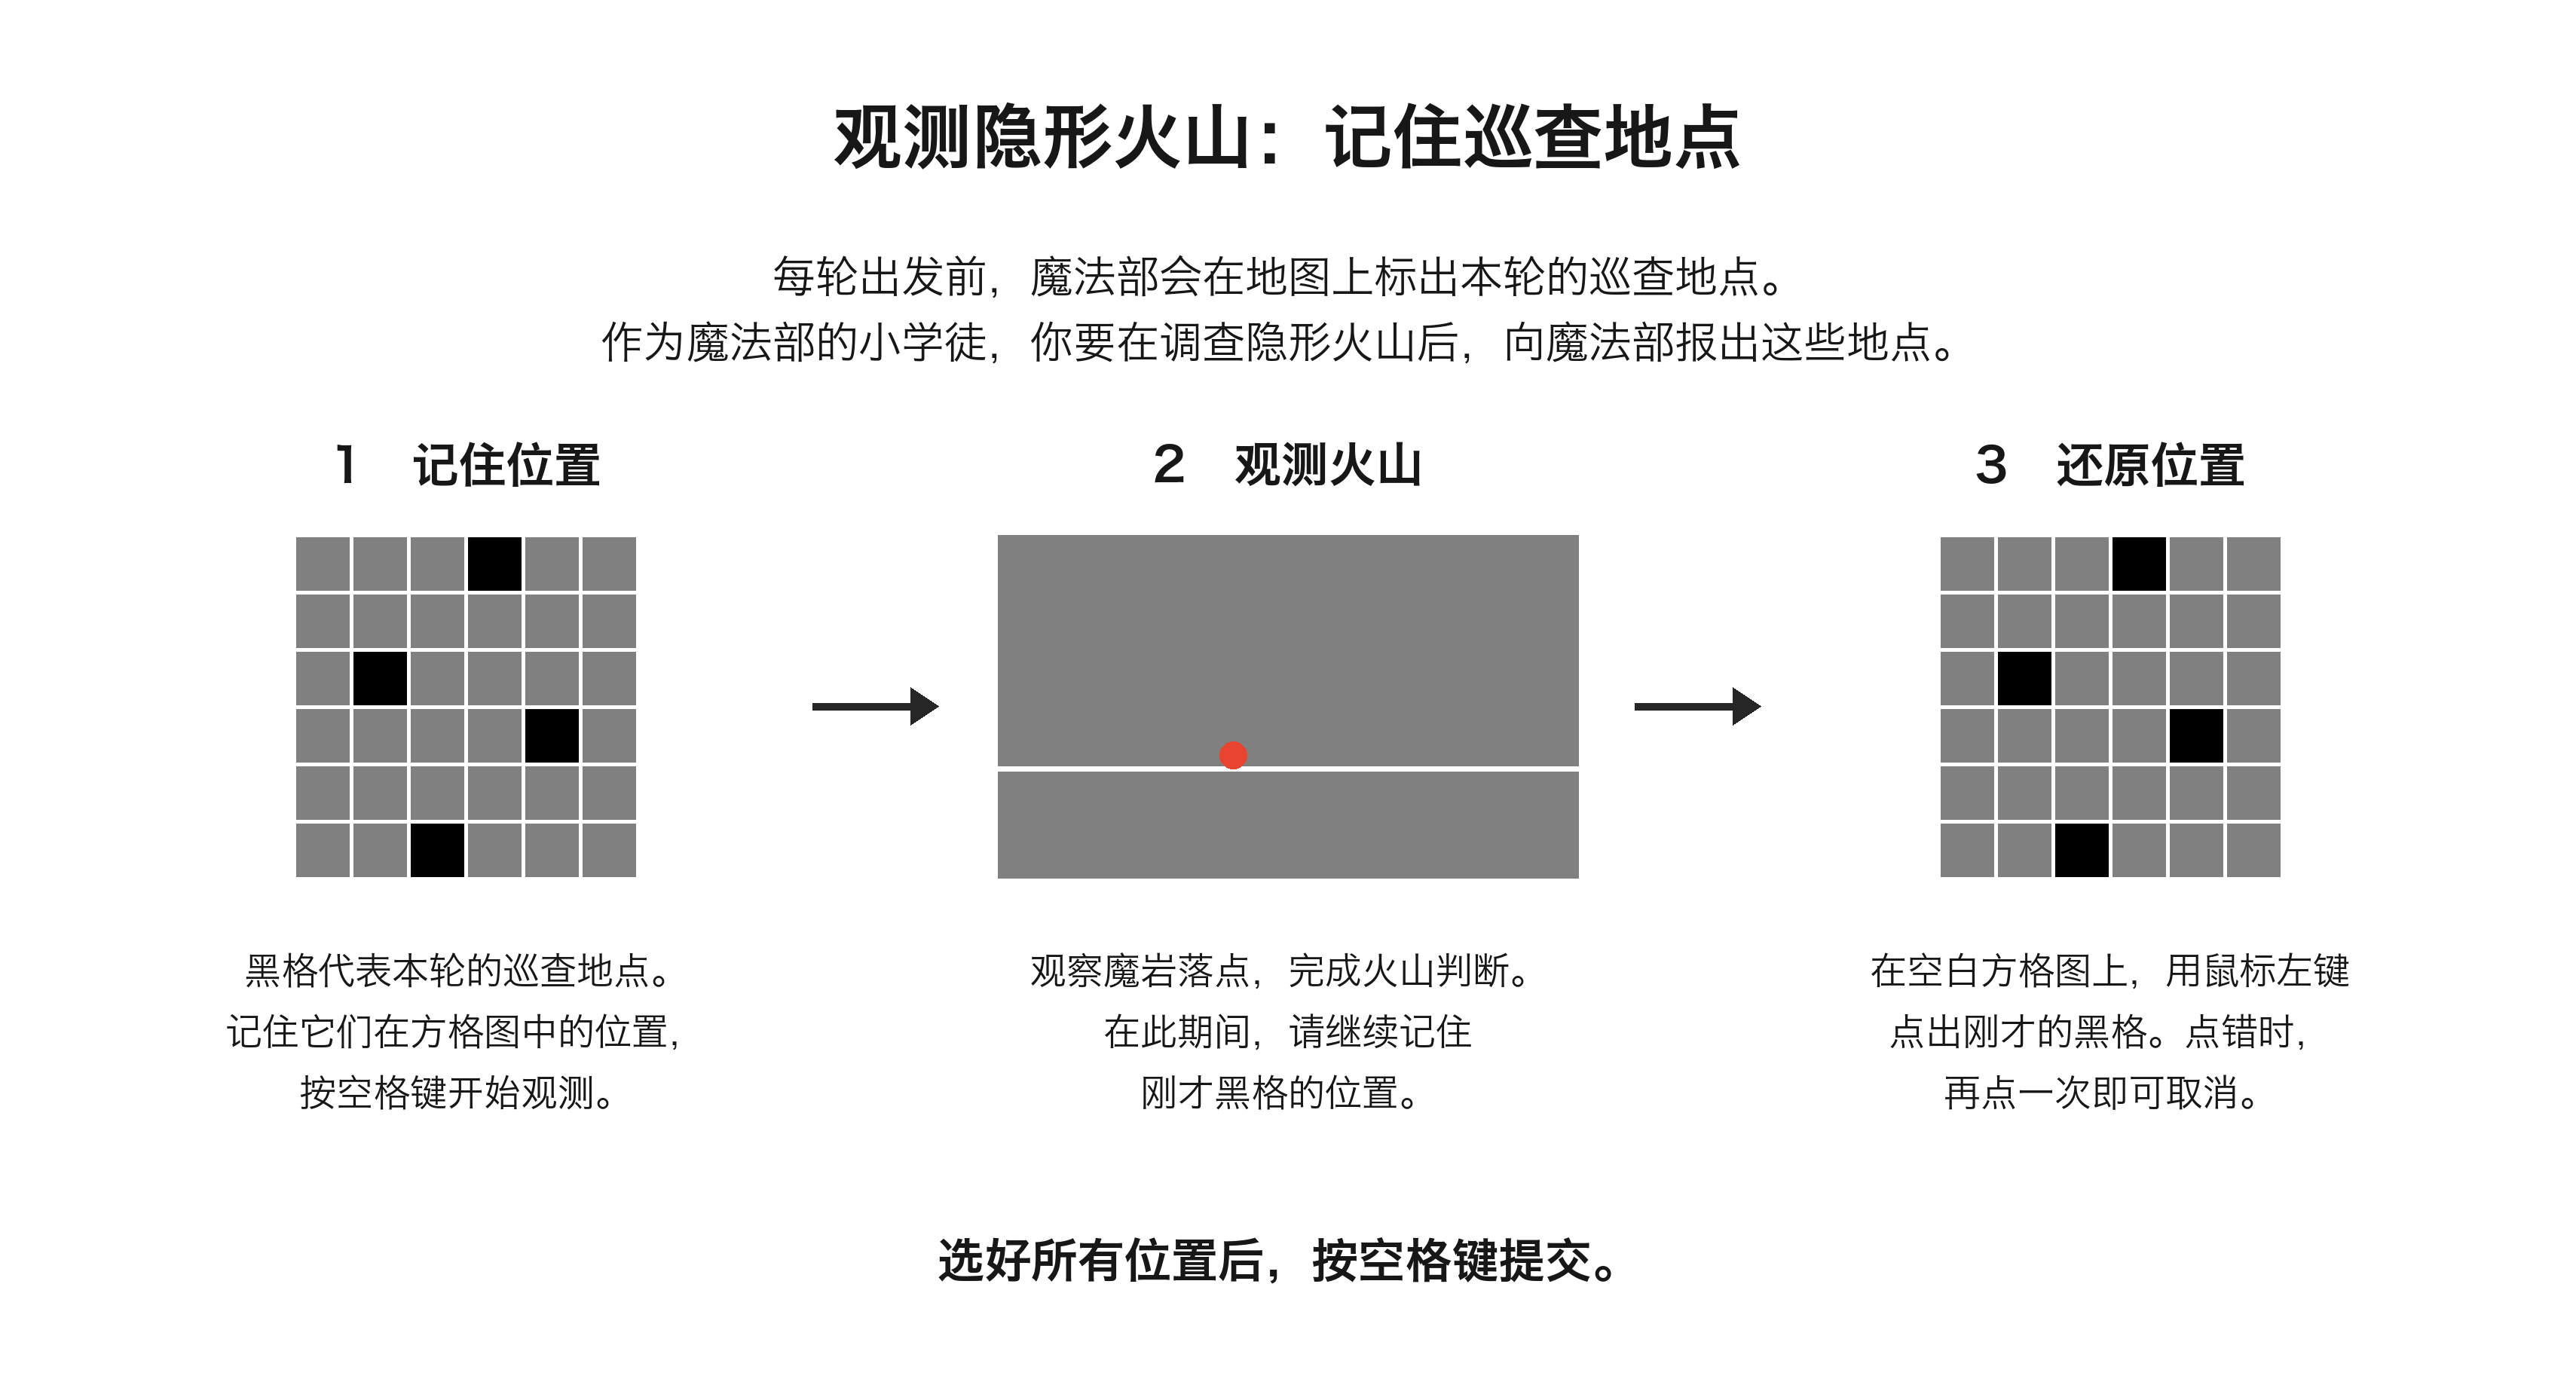 观测隐形火山：记住巡查地点
每轮出发前，魔法部会在地图上标出本轮的巡查地点。
作为魔法部的小学徒，你要在调查隐形火山后，向魔法部报出这些地点。
1 记住位置
黑格代表本轮的巡查地点。
记住它们在方格图中的位置，
按空格键开始观测。
2 观测火山
观察魔岩落点，完成火山判断。
在此期间，请继续记住
刚才黑格的位置。
3 还原位置
在空白方格图上，用鼠标左键
点出刚才的黑格。点错时，
再点一次即可取消。
选好所有位置后，按空格键提交。